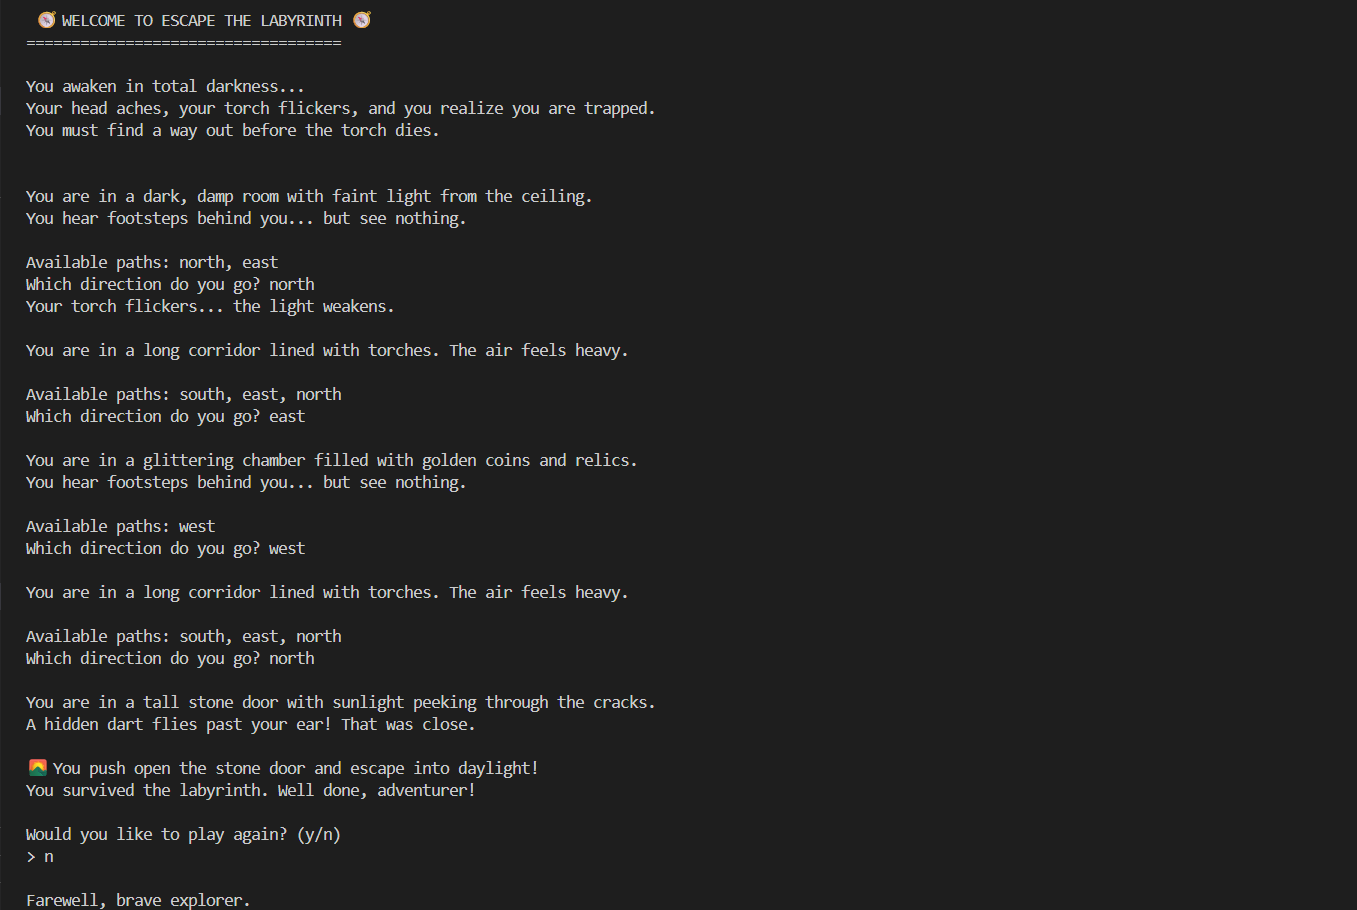 🧭 WELCOME TO ESCAPE THE LABYRINTH 🧭
===================================
You awaken in total darkness...
Your head aches, your torch flickers, and you realize you are trapped.
You must find a way out before the torch dies.
You are in a dark, damp room with faint light from the ceiling.
You hear footsteps behind you... but see nothing.
Available paths: north, east
Which direction do you go? north
Your torch flickers... the light weakens.
You are in a long corridor lined with torches. The air feels heavy.
Available paths: south, east, north
Which direction do you go? east
You are in a glittering chamber filled with golden coins and relics.
You hear footsteps behind you... but see nothing.
Available paths: west
Which direction do you go? west
You are in a long corridor lined with torches. The air feels heavy.
Available paths: south, east, north
Which direction do you go? north
You are in a tall stone door with sunlight peeking through the cracks.
A hidden dart flies past your ear! That was close.
🌄 You push open the stone door and escape into daylight!
You survived the labyrinth. Well done, adventurer!
Would you like to play again? (y/n)
> n
Farewell, brave explorer.